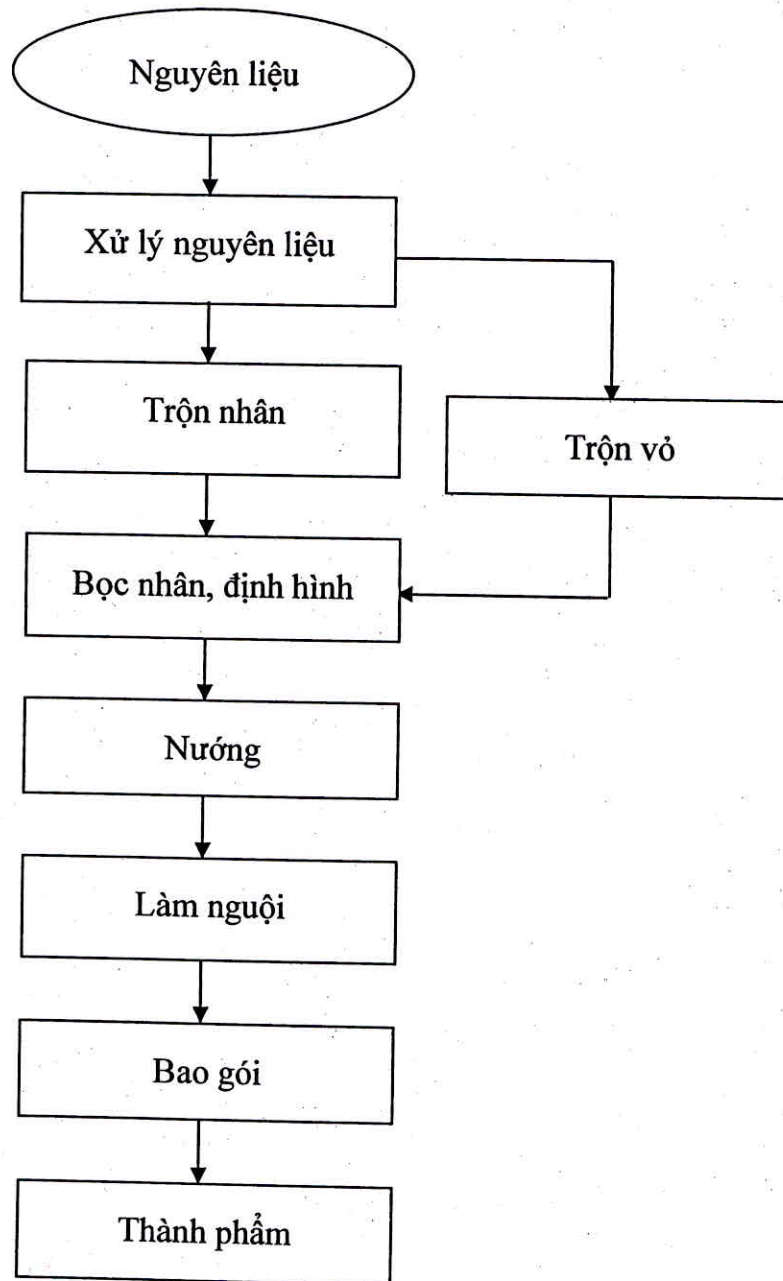 Nguyên liệu
Xử lý nguyên liệu
Trộn nhân
Trộn vỏ
Bọc nhân, định hình
Nướng
Làm nguội
Bao gói
Thành phẩm